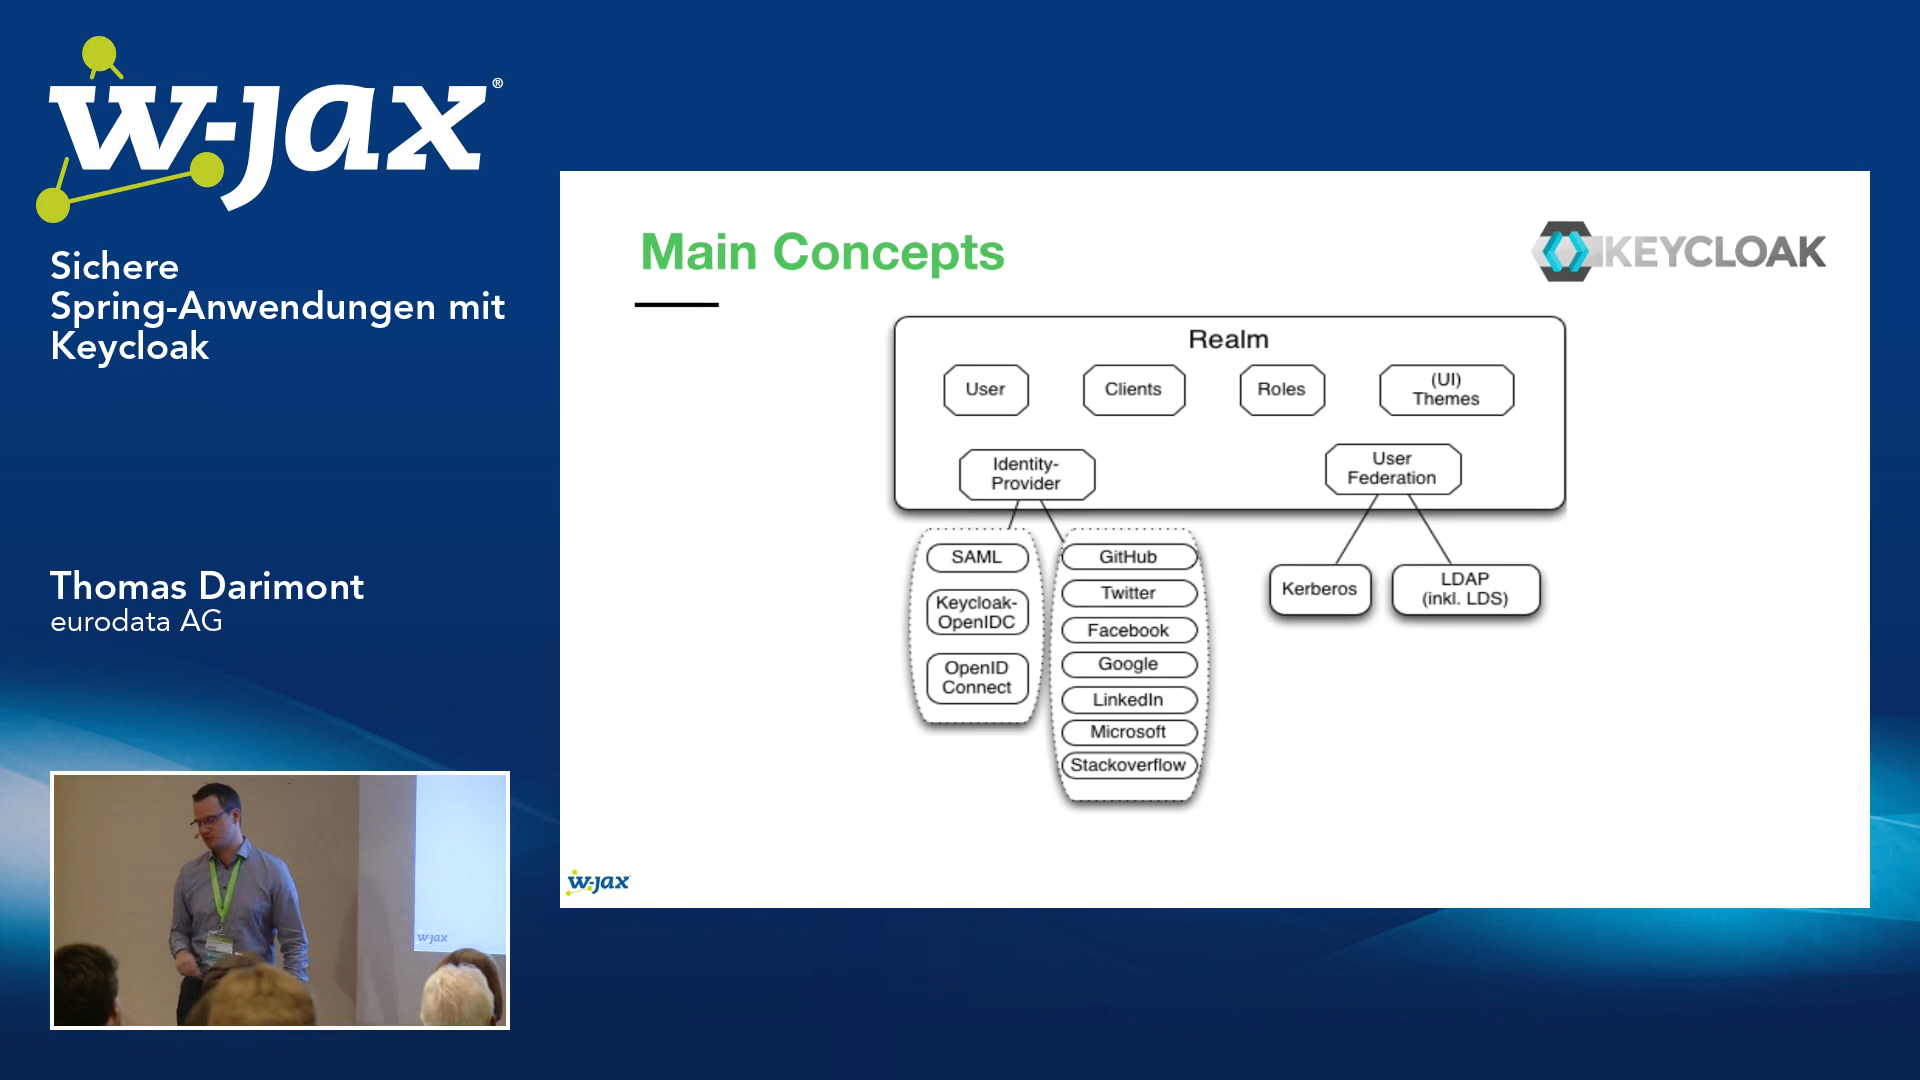 w-jax®
Sichere
Spring-Anwendungen mit
Keycloak
Thomas Darimont
eurodata AG
Main Concepts
KEYCLOAK
Realm
User
Clients
Roles
(UI)
Themes
Identity-
Provider
User
Federation
SAML
Keycloak-
OpenIDC
OpenID
Connect
GitHub
Twitter
Facebook
Google
LinkedIn
Microsoft
Stackoverflow
Kerberos
LDAP
(inkl. LDS)
w-jax
w-jax